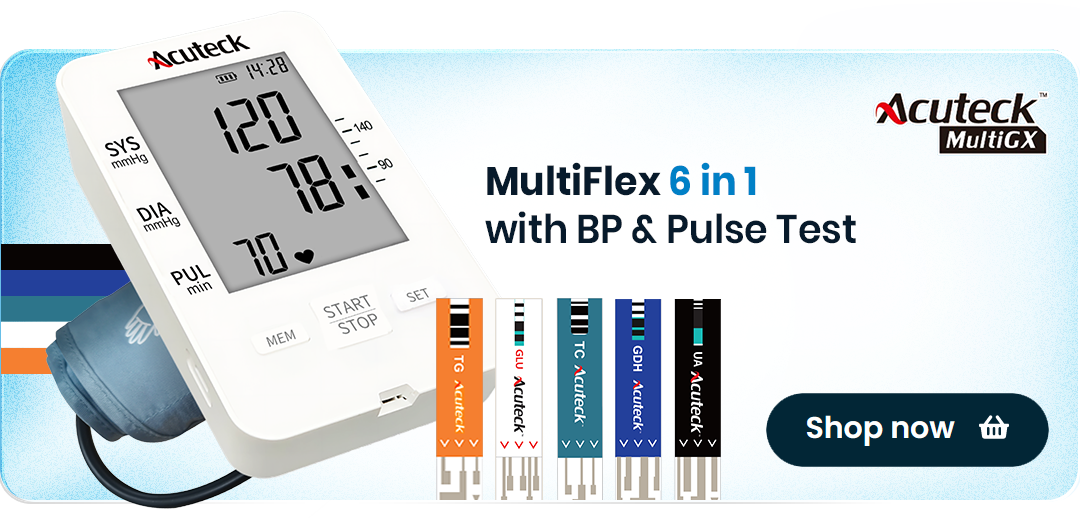 Acuteck
14:28
SYS
mmHg
120
140
90
DIA
mmHg
78
PUL
min
70
MEM
START
STOP
SET
Acuteck™
MultiGX
MultiFlex 6 in 1
with BP & Pulse Test
TG Acuteck
GLU Acuteck
TC Acuteck
GDH Acuteck
UA Acuteck
Shop now